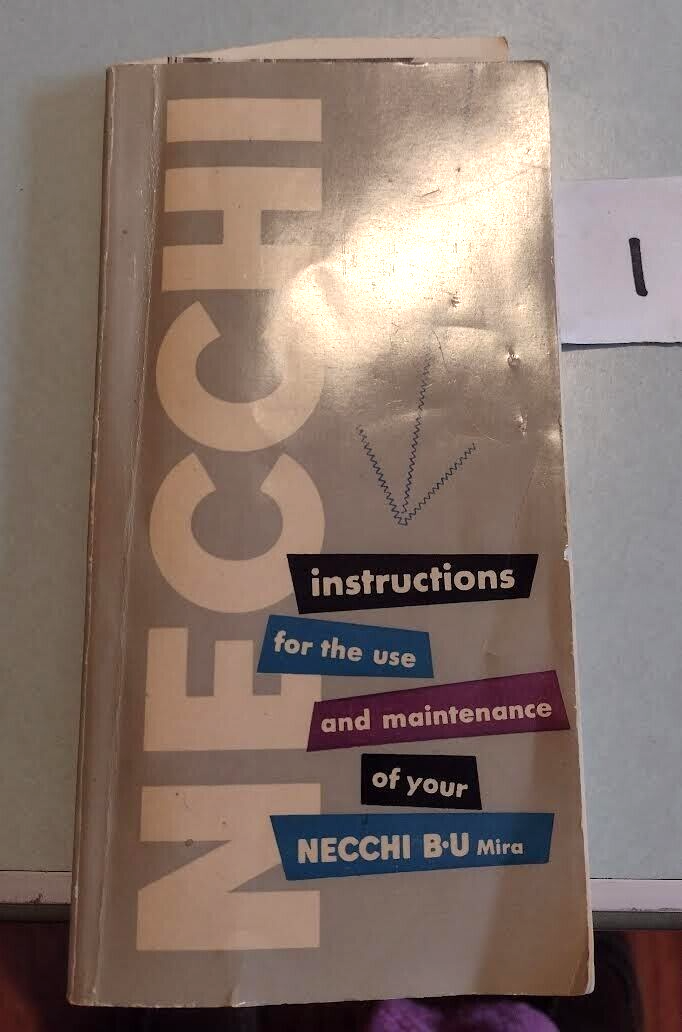 NECCHI
instructions
for the use
and maintenance
of your
NECCHI B·U Mira
1